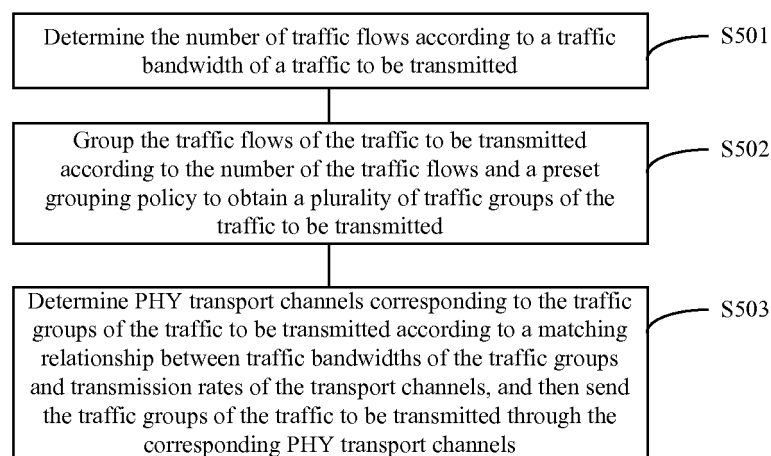 Determine the number of traffic flows according to a traffic
bandwidth of a traffic to be transmitted
S501
Group the traffic flows of the traffic to be transmitted
according to the number of the traffic flows and a preset
grouping policy to obtain a plurality of traffic groups of the
traffic to be transmitted
S502
Determine PHY transport channels corresponding to the traffic
groups of the traffic to be transmitted according to a matching
relationship between traffic bandwidths of the traffic groups
and transmission rates of the transport channels, and then send
the traffic groups of the traffic to be transmitted through the
corresponding PHY transport channels
S503